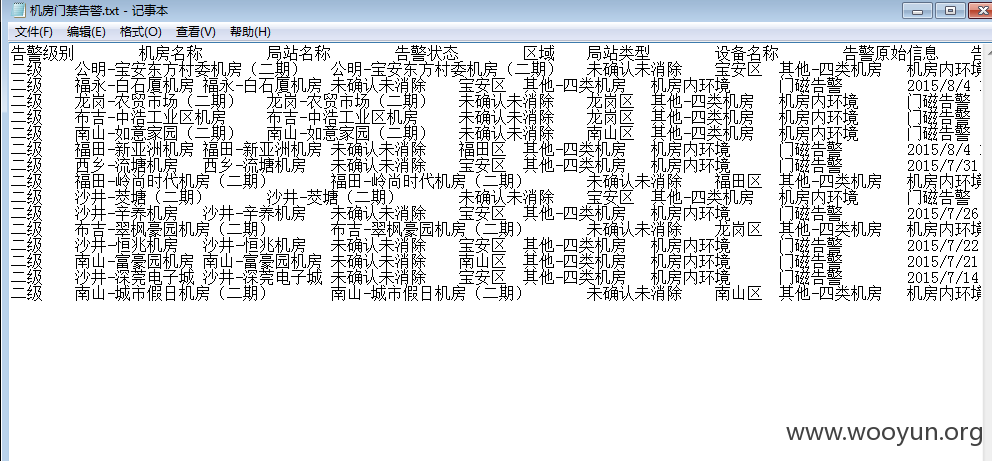 机房门禁告警.txt - 记事本
文件(F) 编辑(E) 格式(O) 查看(V) 帮助(H)
告警级别 机房名称 局站名称 告警状态 区域 局站类型 设备名称 告警原始信息 告
二级 公明-宝安东方村委机房（二期） 公明-宝安东方村委机房（二期） 未确认未消除 宝安区 其他-四类机房 机房内环境
二级 福永-白石厦机房 福永-白石厦机房 未确认未消除 宝安区 其他-四类机房 机房内环境 门磁告警 2015/8/4
二级 龙岗-农贸市场（二期） 龙岗-农贸市场（二期） 未确认未消除 龙岗区 其他-四类机房 机房内环境 门磁告警
二级 布吉-中浩工业区机房 布吉-中浩工业区机房 未确认未消除 龙岗区 其他-四类机房 机房内环境 门磁告警
二级 南山-如意家园（二期） 南山-如意家园（二期） 未确认未消除 南山区 其他-四类机房 机房内环境 门磁告警
二级 福田-新亚洲机房 福田-新亚洲机房 未确认未消除 福田区 其他-四类机房 机房内环境 门磁告警 2015/8/4
二级 西乡-流塘机房 西乡-流塘机房 未确认未消除 宝安区 其他-四类机房 机房内环境 门磁告警 2015/7/31
二级 福田-岭尚时代机房（二期） 福田-岭尚时代机房（二期） 未确认未消除 福田区 其他-四类机房 机房内环境
二级 沙井-茭塘（二期） 沙井-茭塘（二期） 未确认未消除 宝安区 其他-四类机房 机房内环境 门磁告警
二级 沙井-辛养机房 沙井-辛养机房 未确认未消除 宝安区 其他-四类机房 机房内环境 门磁告警 2015/7/26
二级 布吉-翠枫豪园机房（二期） 布吉-翠枫豪园机房（二期） 未确认未消除 龙岗区 其他-四类机房 机房内环境
二级 沙井-恒兆机房 沙井-恒兆机房 未确认未消除 宝安区 其他-四类机房 机房内环境 门磁告警 2015/7/22
二级 南山-富豪园机房 南山-富豪园机房 未确认未消除 南山区 其他-四类机房 机房内环境 门磁告警 2015/7/21
二级 沙井-深莞电子城 沙井-深莞电子城 未确认未消除 宝安区 其他-四类机房 机房内环境 门磁告警 2015/7/14
二级 南山-城市假日机房（二期） 南山-城市假日机房（二期） 未确认未消除 南山区 其他-四类机房 机房内环境
www.wooyun.org